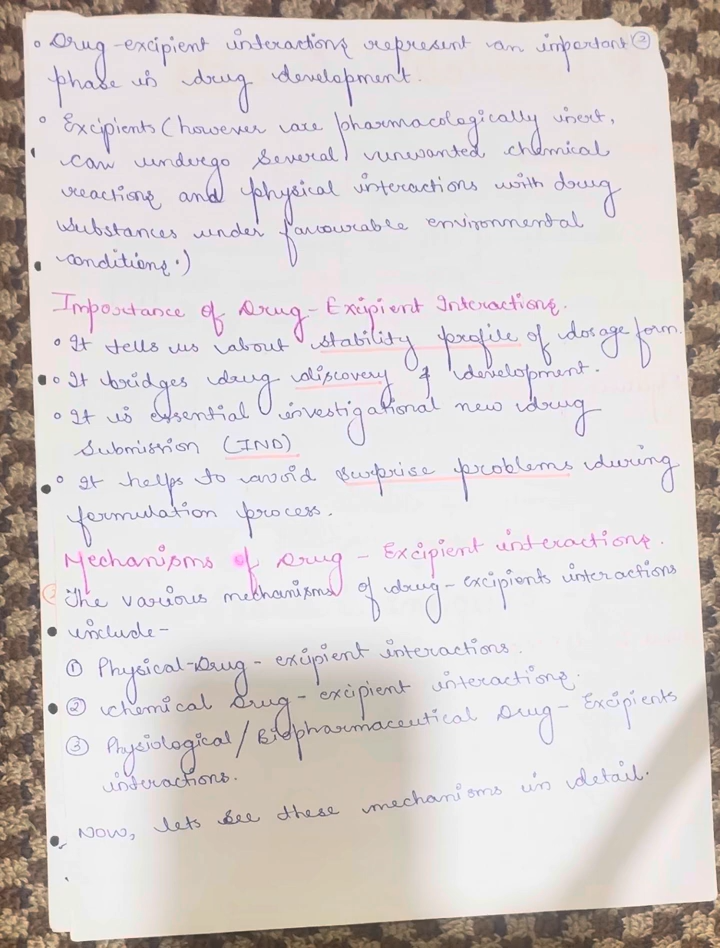 • Drug-excipient interactions represent an important ②
phase in drug development.
• Excipients (however are pharmacologically inert,
can undergo several unwanted chemical
reactions and physical interactions with drug
substances under favourable environmental
conditions.)
Importance of Drug-Excipient Interactions.
• It tells us about stability profile of dosage form.
• It bridges drug discovery & development.
• It is essential investigational new drug
submission (IND)
• It helps to avoid surprise problems during
formulation process.
Mechanisms of Drug - Excipient interactions.
The various mechanisms of drug-excipients interactions
include-
① Physical-Drug-excipient interactions.
② chemical Drug-excipient interactions.
③ Physiological/Biopharmaceutical Drug-Excipients
interactions.
Now, lets see these mechanisms in detail.